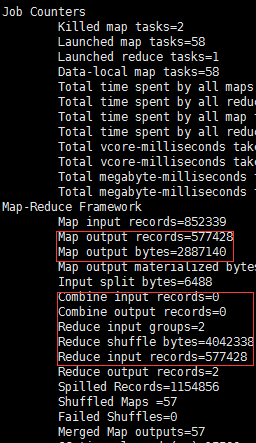 Job Counters
Killed map tasks=2
Launched map tasks=58
Launched reduce tasks=1
Data-local map tasks=58
Total time spent by all maps
Total time spent by all reduc
Total time spent by all map t
Total time spent by all reduc
Total vcore-milliseconds take
Total vcore-milliseconds take
Total megabyte-milliseconds t
Total megabyte-milliseconds t
Map-Reduce Framework
Map input records=852339
Map output records=577428
Map output bytes=2887140
Map output materialized bytes
Input split bytes=6488
Combine input records=0
Combine output records=0
Reduce input groups=2
Reduce shuffle bytes=4042338
Reduce input records=577428
Reduce output records=2
Spilled Records=1154856
Shuffled Maps =57
Failed Shuffles=0
Merged Map outputs=57